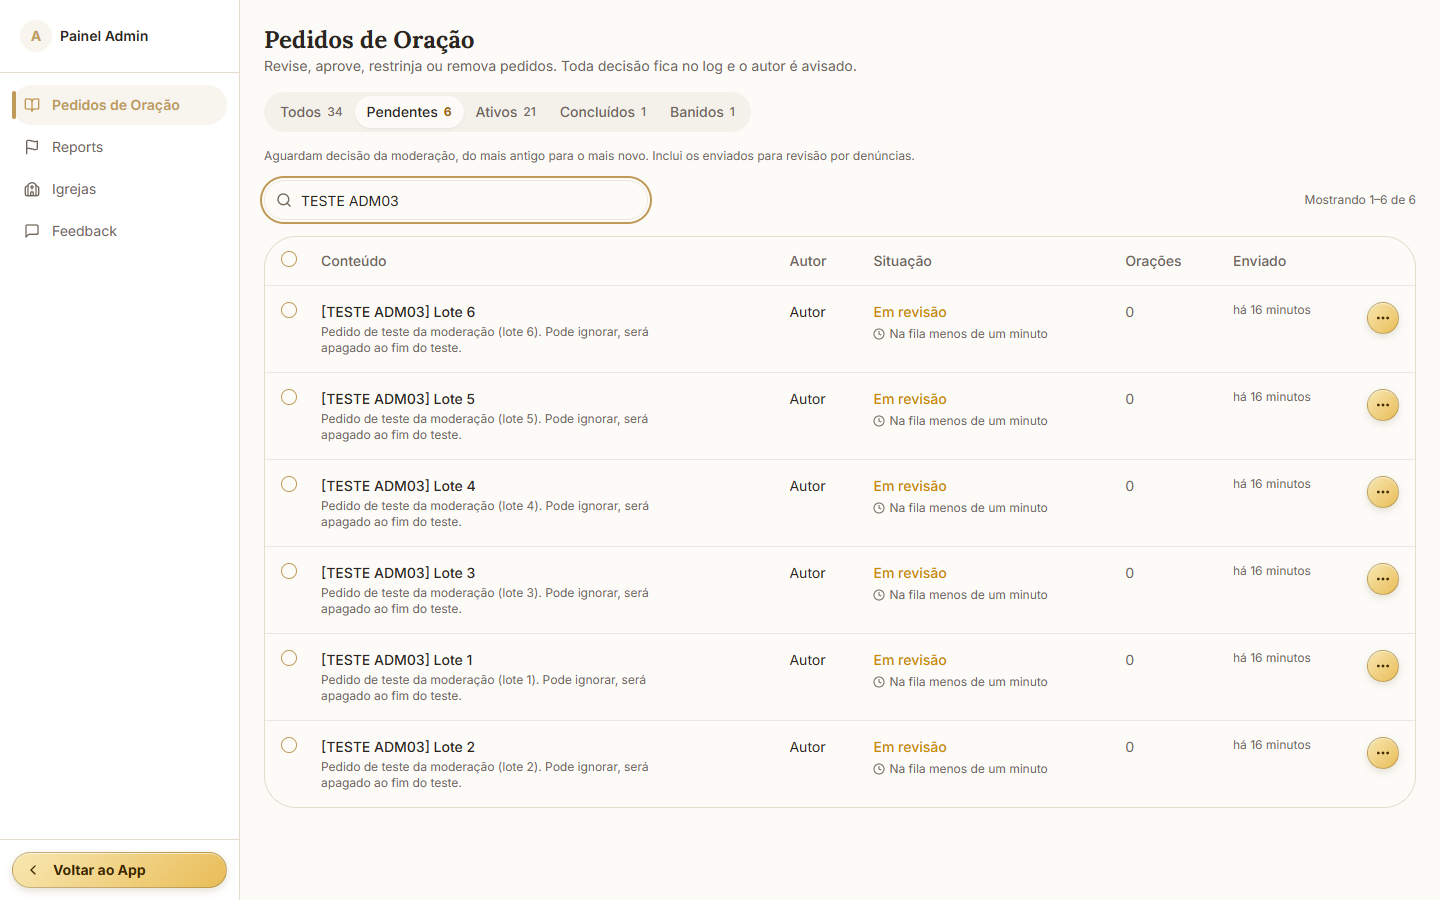 A Painel Admin
Pedidos de Oração
Reports
Igrejas
Feedback
Voltar ao App
Pedidos de Oração
Revise, aprove, restrinja ou remova pedidos. Toda decisão fica no log e o autor é avisado.
Todos 34 Pendentes 6 Ativos 21 Concluídos 1 Banidos 1
Aguardam decisão da moderação, do mais antigo para o mais novo. Inclui os enviados para revisão por denúncias.
TESTE ADM03
Mostrando 1–6 de 6
Conteúdo Autor Situação Orações Enviado
[TESTE ADM03] Lote 6 Autor Em revisão 0 há 16 minutos
Pedido de teste da moderação (lote 6). Pode ignorar, será Na fila menos de um minuto
apagado ao fim do teste.
[TESTE ADM03] Lote 5 Autor Em revisão 0 há 16 minutos
Pedido de teste da moderação (lote 5). Pode ignorar, será Na fila menos de um minuto
apagado ao fim do teste.
[TESTE ADM03] Lote 4 Autor Em revisão 0 há 16 minutos
Pedido de teste da moderação (lote 4). Pode ignorar, será Na fila menos de um minuto
apagado ao fim do teste.
[TESTE ADM03] Lote 3 Autor Em revisão 0 há 16 minutos
Pedido de teste da moderação (lote 3). Pode ignorar, será Na fila menos de um minuto
apagado ao fim do teste.
[TESTE ADM03] Lote 1 Autor Em revisão 0 há 16 minutos
Pedido de teste da moderação (lote 1). Pode ignorar, será Na fila menos de um minuto
apagado ao fim do teste.
[TESTE ADM03] Lote 2 Autor Em revisão 0 há 16 minutos
Pedido de teste da moderação (lote 2). Pode ignorar, será Na fila menos de um minuto
apagado ao fim do teste.